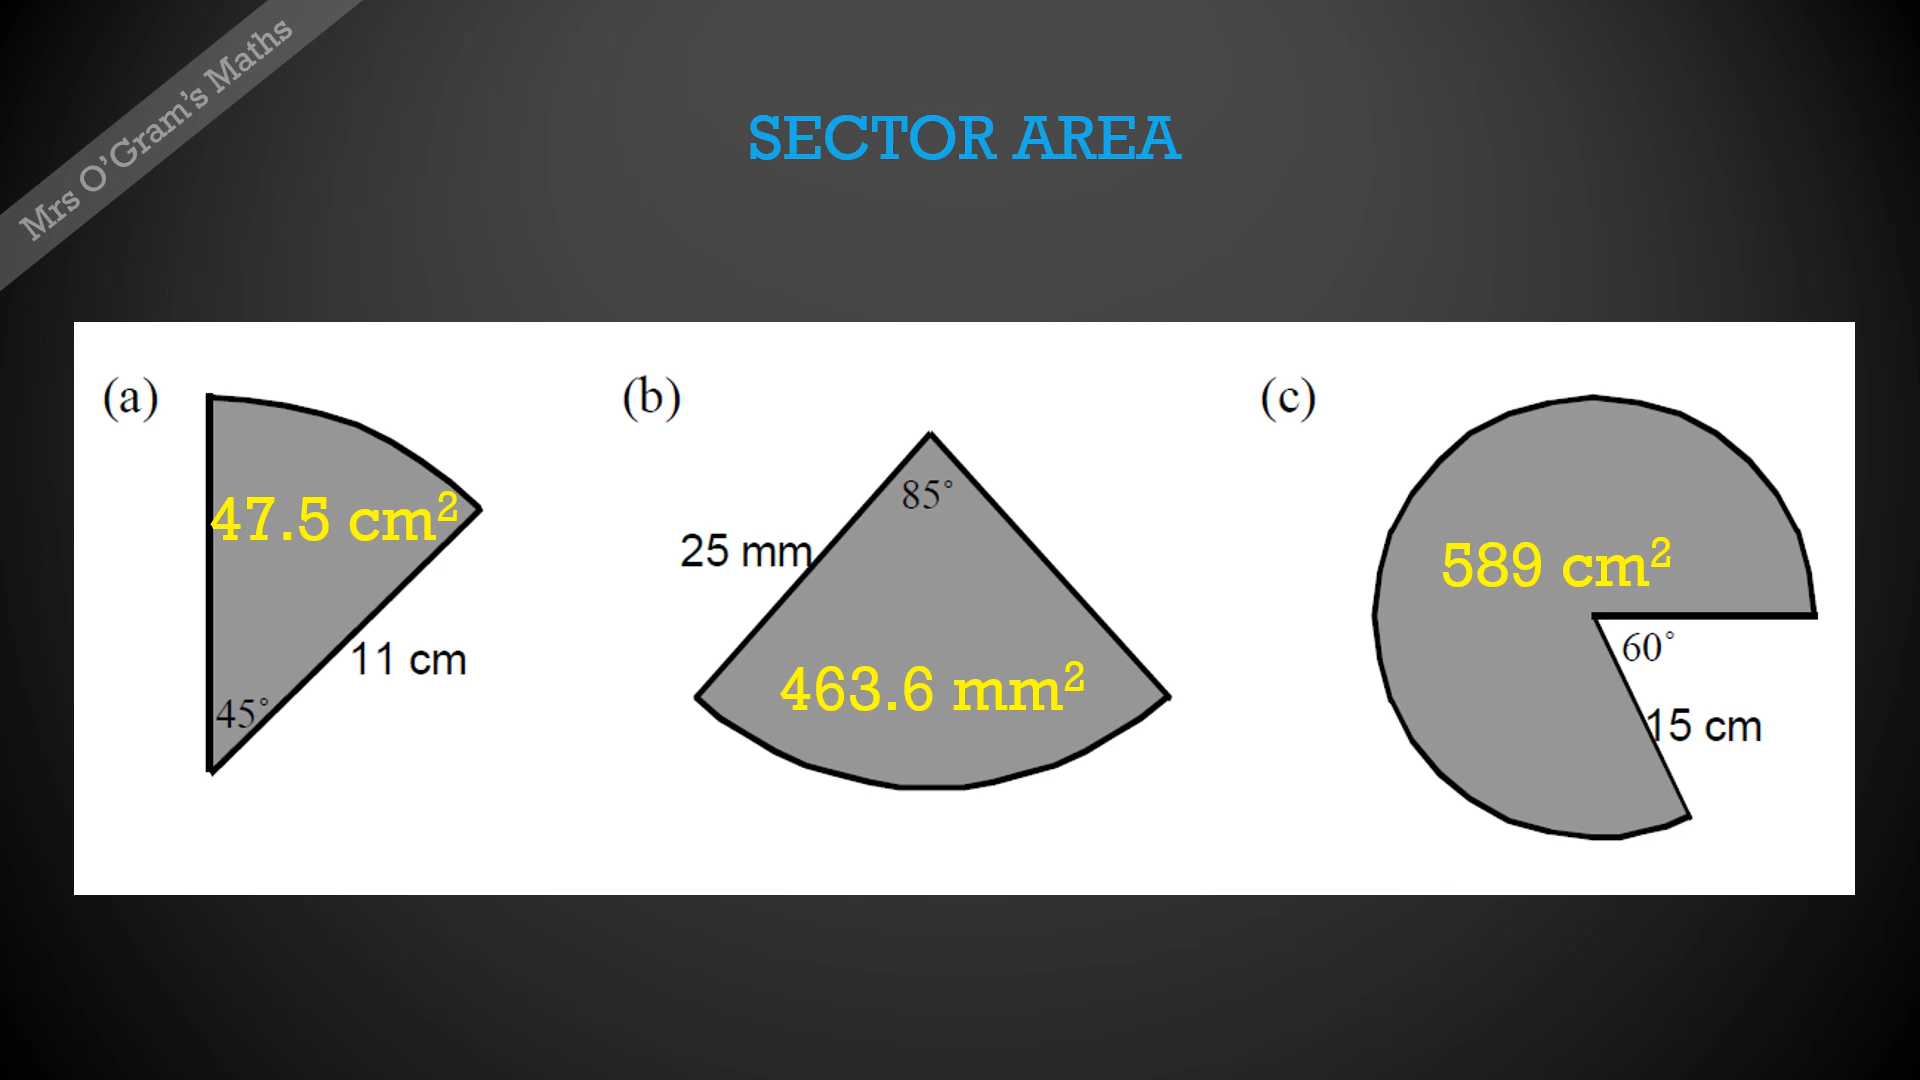 Mrs O'Gram's Maths
SECTOR AREA
(a)
47.5 cm²
11 cm
45°
(b)
85°
25 mm
463.6 mm²
(c)
589 cm²
60°
15 cm